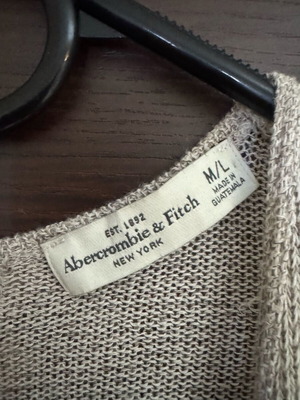 EST. 1892
Abercrombie & Fitch
NEW YORK
M/L
MADE IN
GUATEMALA